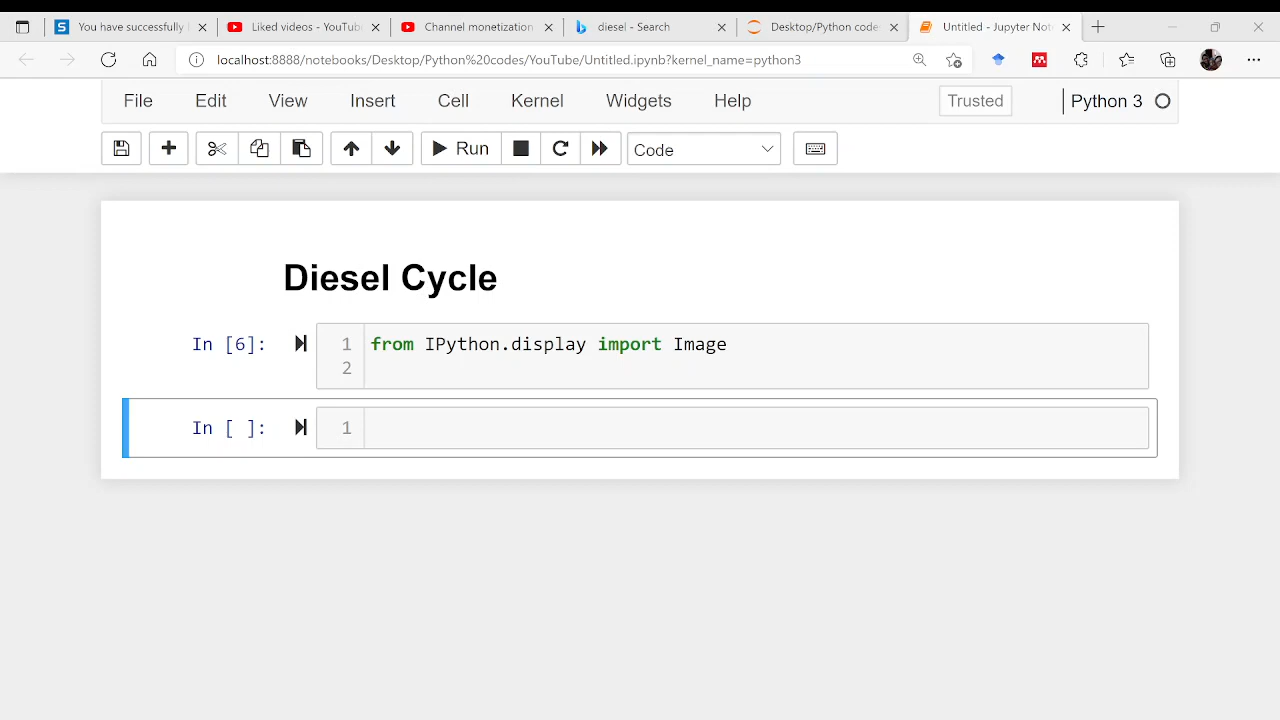 You have successfully
Liked videos - YouTub
Channel monetization
diesel - Search
Desktop/Python code
Untitled - Jupyter Not
localhost:8888/notebooks/Desktop/Python%20codes/YouTube/Untitled.ipynb?kernel_name=python3
File Edit View Insert Cell Kernel Widgets Help Trusted Python 3
Run Code
Diesel Cycle
In [6]: 1 from IPython.display import Image
2
In [ ]: 1